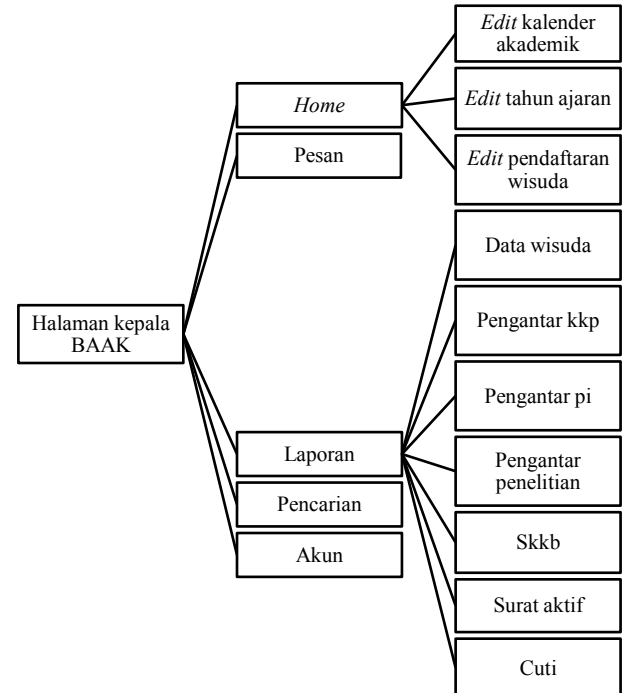 Halaman kepala
BAAK
Home
Edit kalender
akademik
Edit tahun ajaran
Edit pendaftaran
wisuda
Pesan
Laporan
Data wisuda
Pengantar kkp
Pengantar pi
Pengantar
penelitian
Skkb
Surat aktif
Cuti
Pencarian
Akun